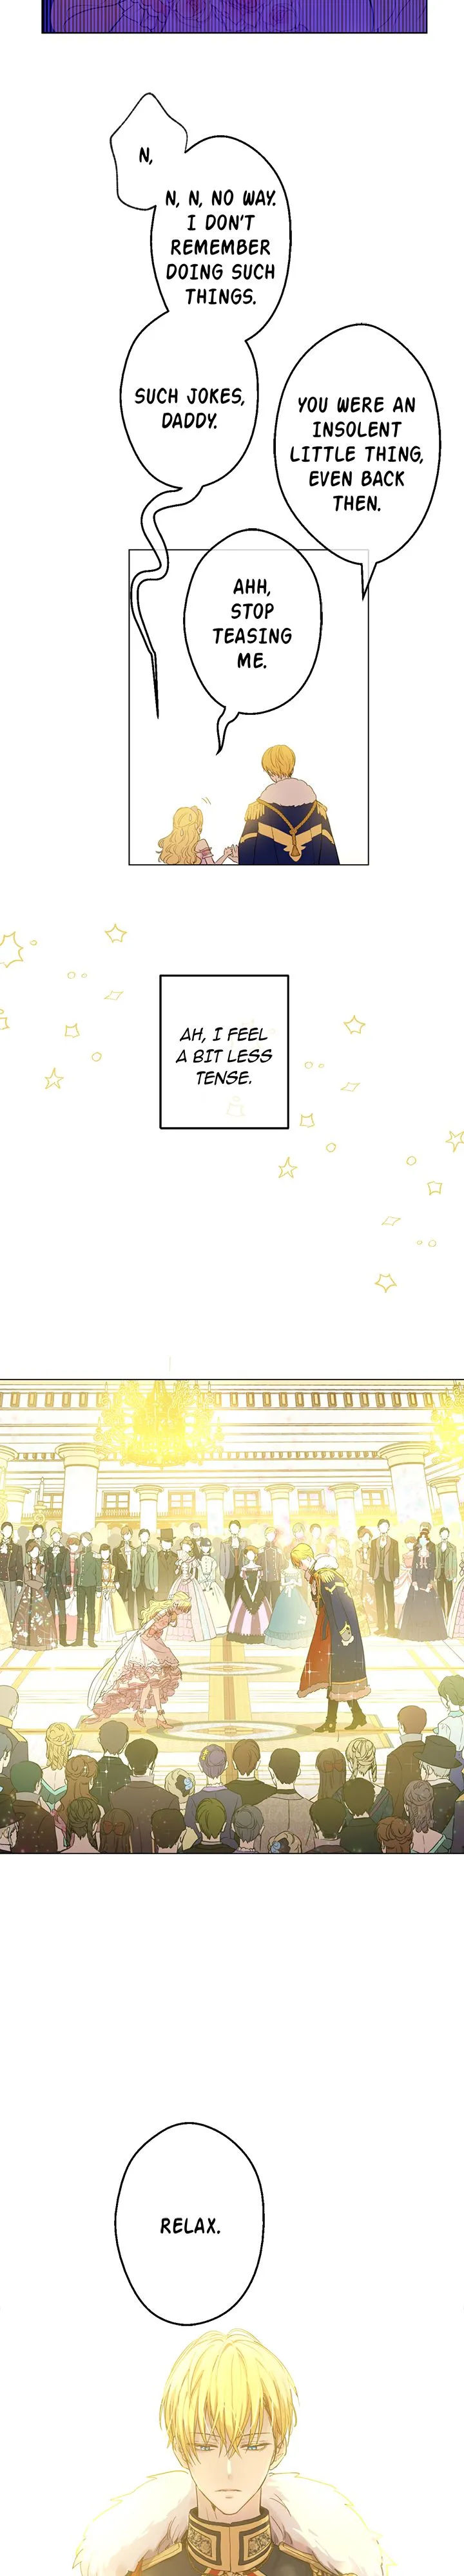 N,
N, N, NO WAY.
I DON'T
REMEMBER
DOING SUCH
THINGS.
SUCH JOKES,
DADDY.
YOU WERE AN
INSOLENT
LITTLE THING,
EVEN BACK
THEN.
AHH,
STOP
TEASING
ME.
AH, I FEEL
A BIT LESS
TENSE.
RELAX.